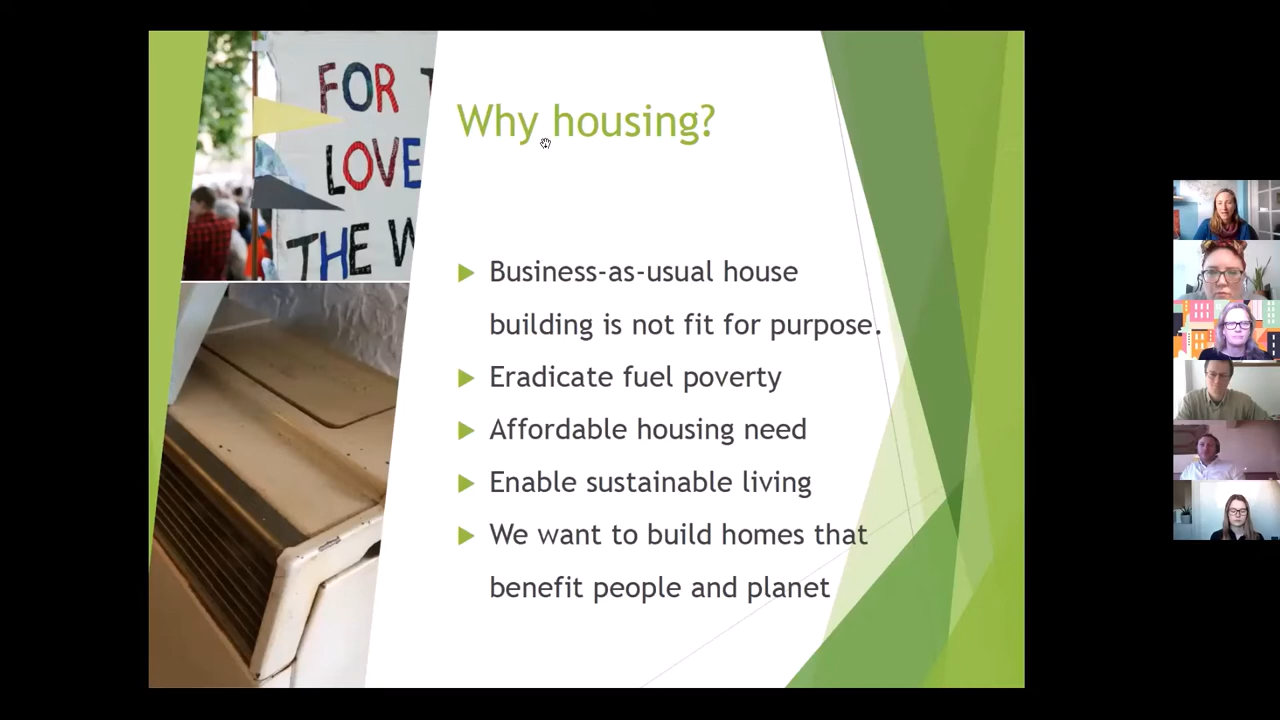 FOR
LOVE
THE W
Why housing?
Business-as-usual house
building is not fit for purpose.
Eradicate fuel poverty
Affordable housing need
Enable sustainable living
We want to build homes that
benefit people and planet